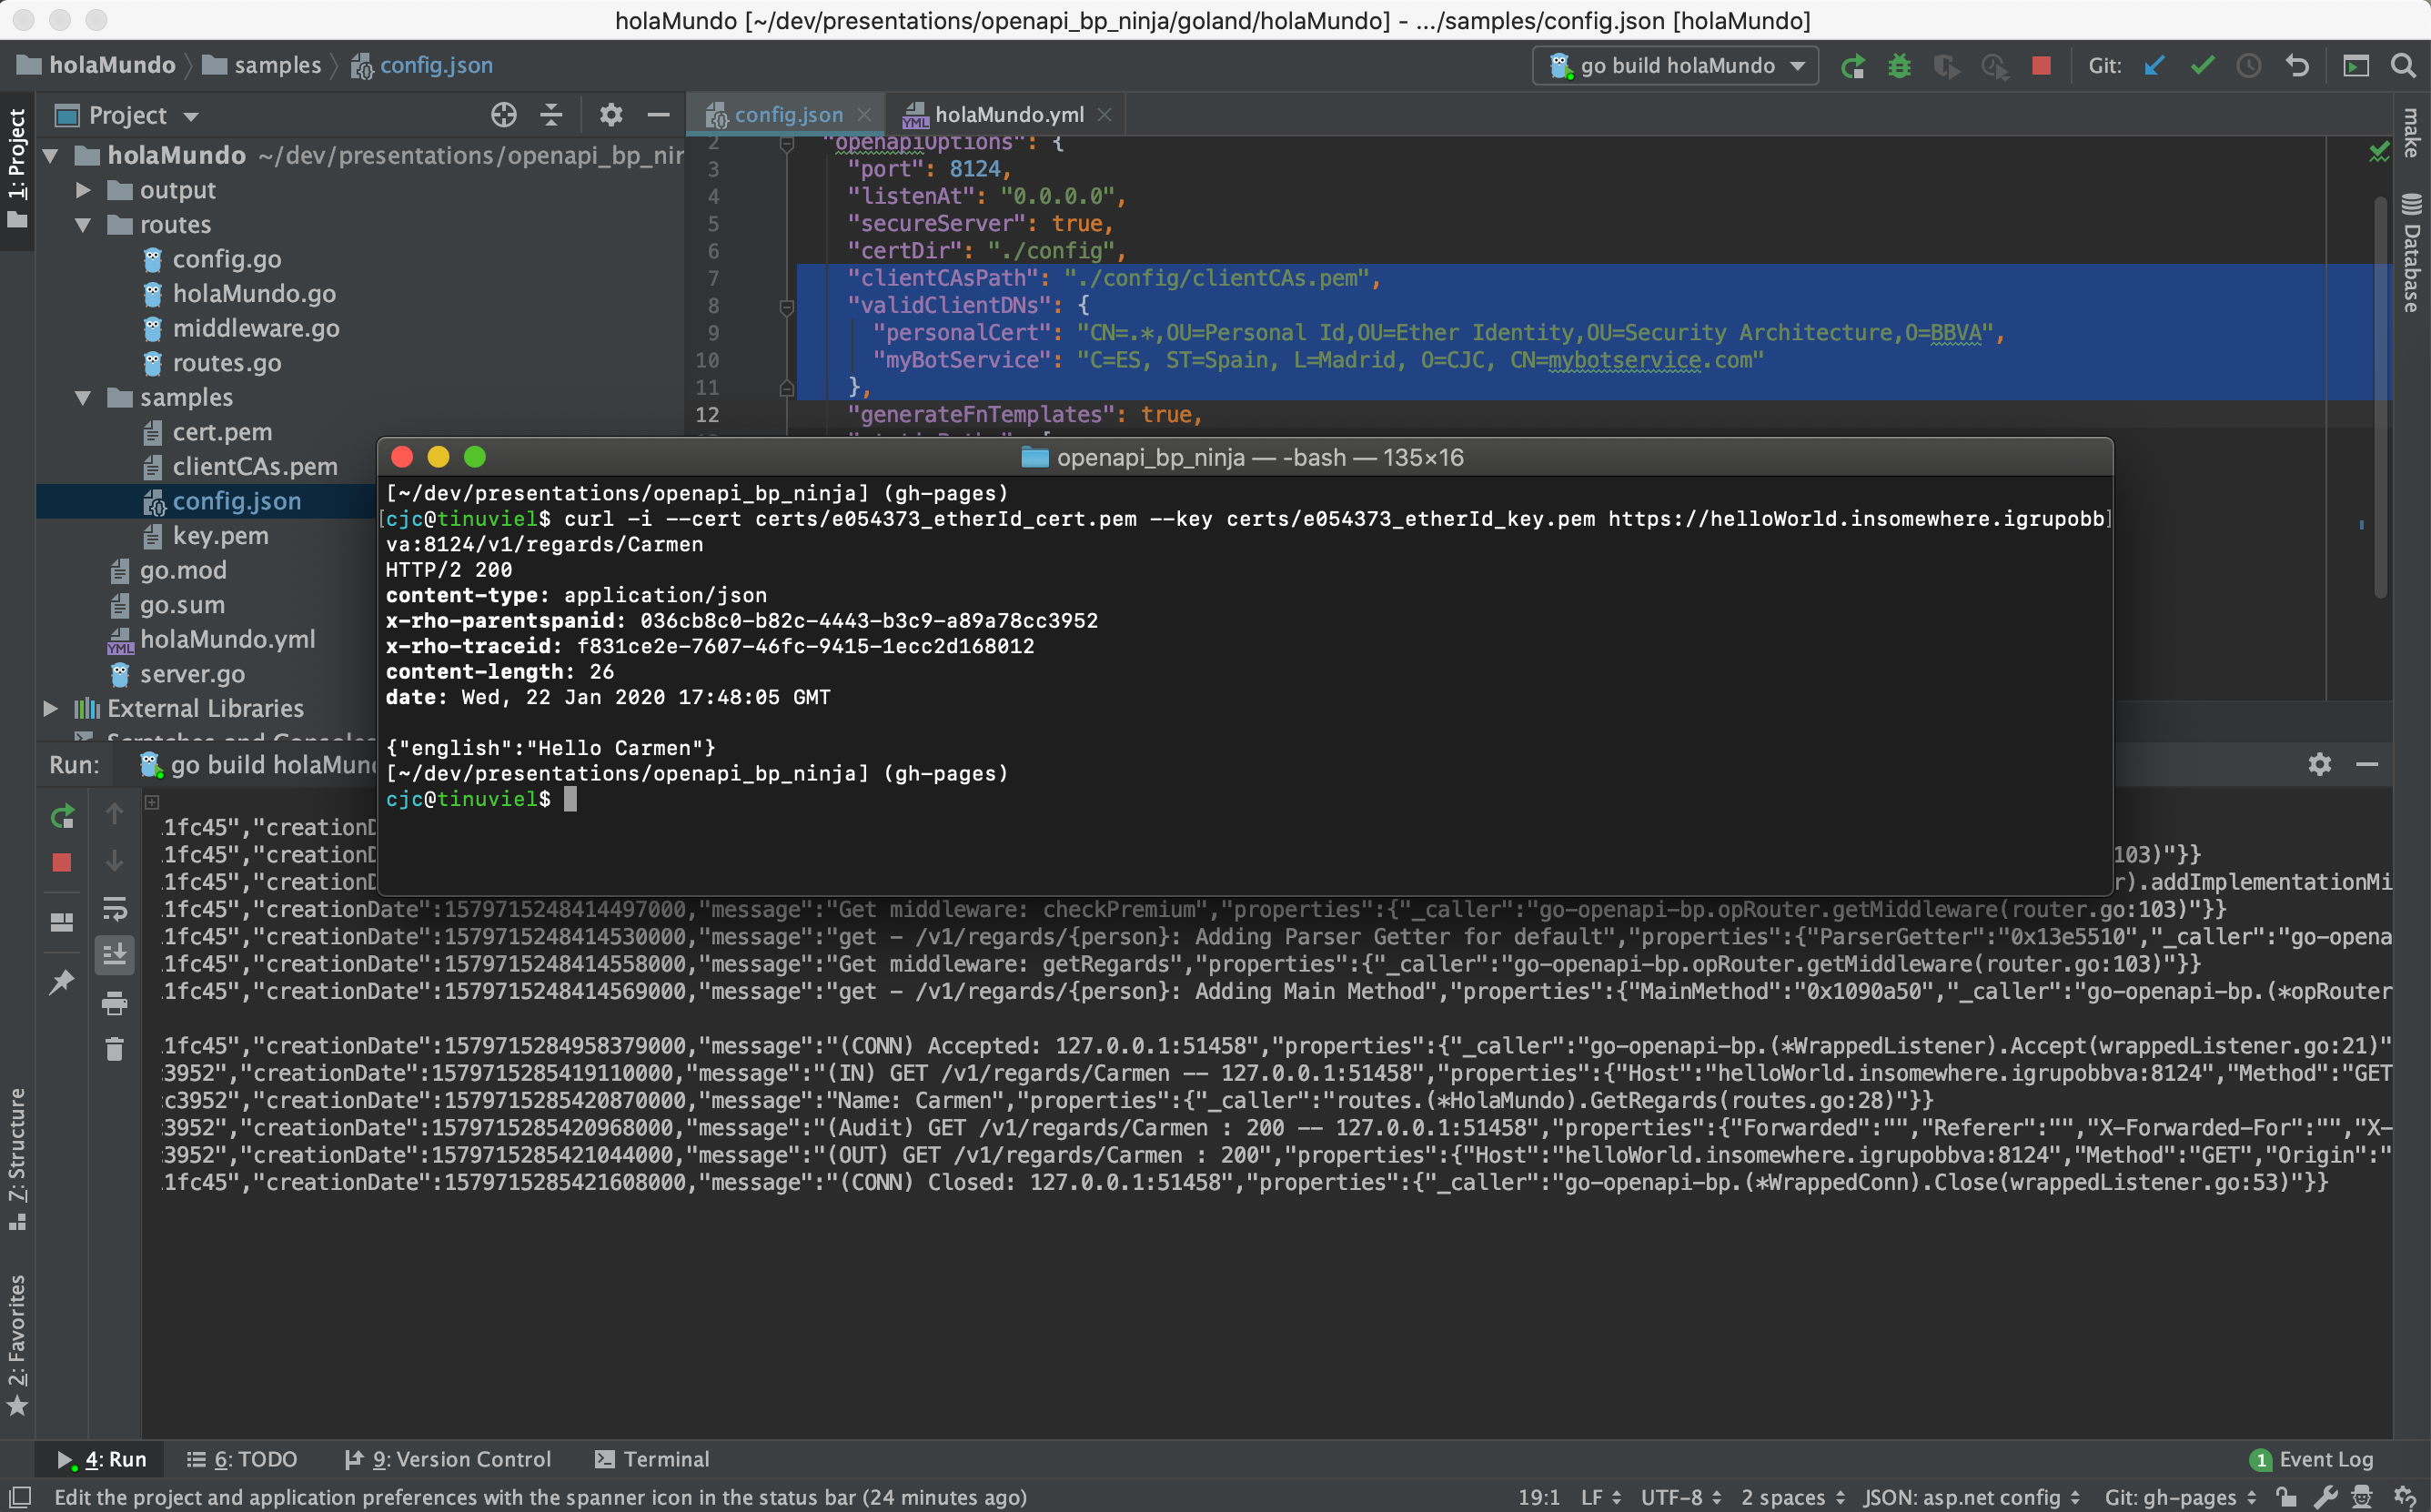 holaMundo [~/dev/presentations/openapi_bp_ninja/goland/holaMundo] - .../samples/config.json [holaMundo]
holaMundo samples config.json
go build holaMundo
Git:
1: Project
Project
config.json
holaMundo.yml
make
Database
holaMundo ~/dev/presentations/openapi_bp_nir
output
routes
config.go
holaMundo.go
middleware.go
routes.go
samples
cert.pem
clientCAs.pem
config.json
key.pem
go.mod
go.sum
holaMundo.yml
server.go
External Libraries
Scratches and Consoles
2 "openapiOptions": {
3 "port": 8124,
4 "listenAt": "0.0.0.0",
5 "secureServer": true,
6 "certDir": "./config",
7 "clientCAsPath": "./config/clientCAs.pem",
8 "validClientDNs": {
9 "personalCert": "CN=.*,OU=Personal Id,OU=Ether Identity,OU=Security Architecture,O=BBVA",
10 "myBotService": "C=ES, ST=Spain, L=Madrid, O=CJC, CN=mybotservice.com"
11 },
12 "generateFnTemplates": true,
openapi_bp_ninja — -bash — 135×16
[~/dev/presentations/openapi_bp_ninja] (gh-pages)
[cjc@tinuviel$ curl -i --cert certs/e054373_etherId_cert.pem --key certs/e054373_etherId_key.pem https://helloWorld.insomewhere.igrupobb]
va:8124/v1/regards/Carmen
HTTP/2 200
content-type: application/json
x-rho-parentspanid: 036cb8c0-b82c-4443-b3c9-a89a78cc3952
x-rho-traceid: f831ce2e-7607-46fc-9415-1ecc2d168012
content-length: 26
date: Wed, 22 Jan 2020 17:48:05 GMT
{"english":"Hello Carmen"}
[~/dev/presentations/openapi_bp_ninja] (gh-pages)
cjc@tinuviel$
Run:
go build holaMund
1fc45","creationD
1fc45","creationD 103)"}}
1fc45","creationD r).addImplementationMi
1fc45","creationDate":1579715248414497000,"message":"Get middleware: checkPremium","properties":{"_caller":"go-openapi-bp.opRouter.getMiddleware(router.go:103)"}}
1fc45","creationDate":1579715248414530000,"message":"get - /v1/regards/{person}: Adding Parser Getter for default","properties":{"ParserGetter":"0x13e5510","_caller":"go-opena
1fc45","creationDate":1579715248414558000,"message":"Get middleware: getRegards","properties":{"_caller":"go-openapi-bp.opRouter.getMiddleware(router.go:103)"}}
1fc45","creationDate":1579715248414569000,"message":"get - /v1/regards/{person}: Adding Main Method","properties":{"MainMethod":"0x1090a50","_caller":"go-openapi-bp.(*opRouter
1fc45","creationDate":1579715284958379000,"message":"(CONN) Accepted: 127.0.0.1:51458","properties":{"_caller":"go-openapi-bp.(*WrappedListener).Accept(wrappedListener.go:21)"
c3952","creationDate":1579715285419110000,"message":"(IN) GET /v1/regards/Carmen -- 127.0.0.1:51458","properties":{"Host":"helloWorld.insomewhere.igrupobbva:8124","Method":"GET
c3952","creationDate":1579715285420870000,"message":"Name: Carmen","properties":{"_caller":"routes.(*HolaMundo).GetRegards(routes.go:28)"}}
c3952","creationDate":1579715285420968000,"message":"(Audit) GET /v1/regards/Carmen : 200 -- 127.0.0.1:51458","properties":{"Forwarded":"","Referer":"","X-Forwarded-For":"","X-
c3952","creationDate":1579715285421044000,"message":"(OUT) GET /v1/regards/Carmen : 200","properties":{"Host":"helloWorld.insomewhere.igrupobbva:8124","Method":"GET","Origin":"
1fc45","creationDate":1579715285421608000,"message":"(CONN) Closed: 127.0.0.1:51458","properties":{"_caller":"go-openapi-bp.(*WrappedConn).Close(wrappedListener.go:53)"}}
7: Structure
2: Favorites
4: Run
6: TODO
9: Version Control
Terminal
1 Event Log
Edit the project and application preferences with the spanner icon in the status bar (24 minutes ago)
19:1 LF UTF-8 2 spaces JSON: asp.net config Git: gh-pages